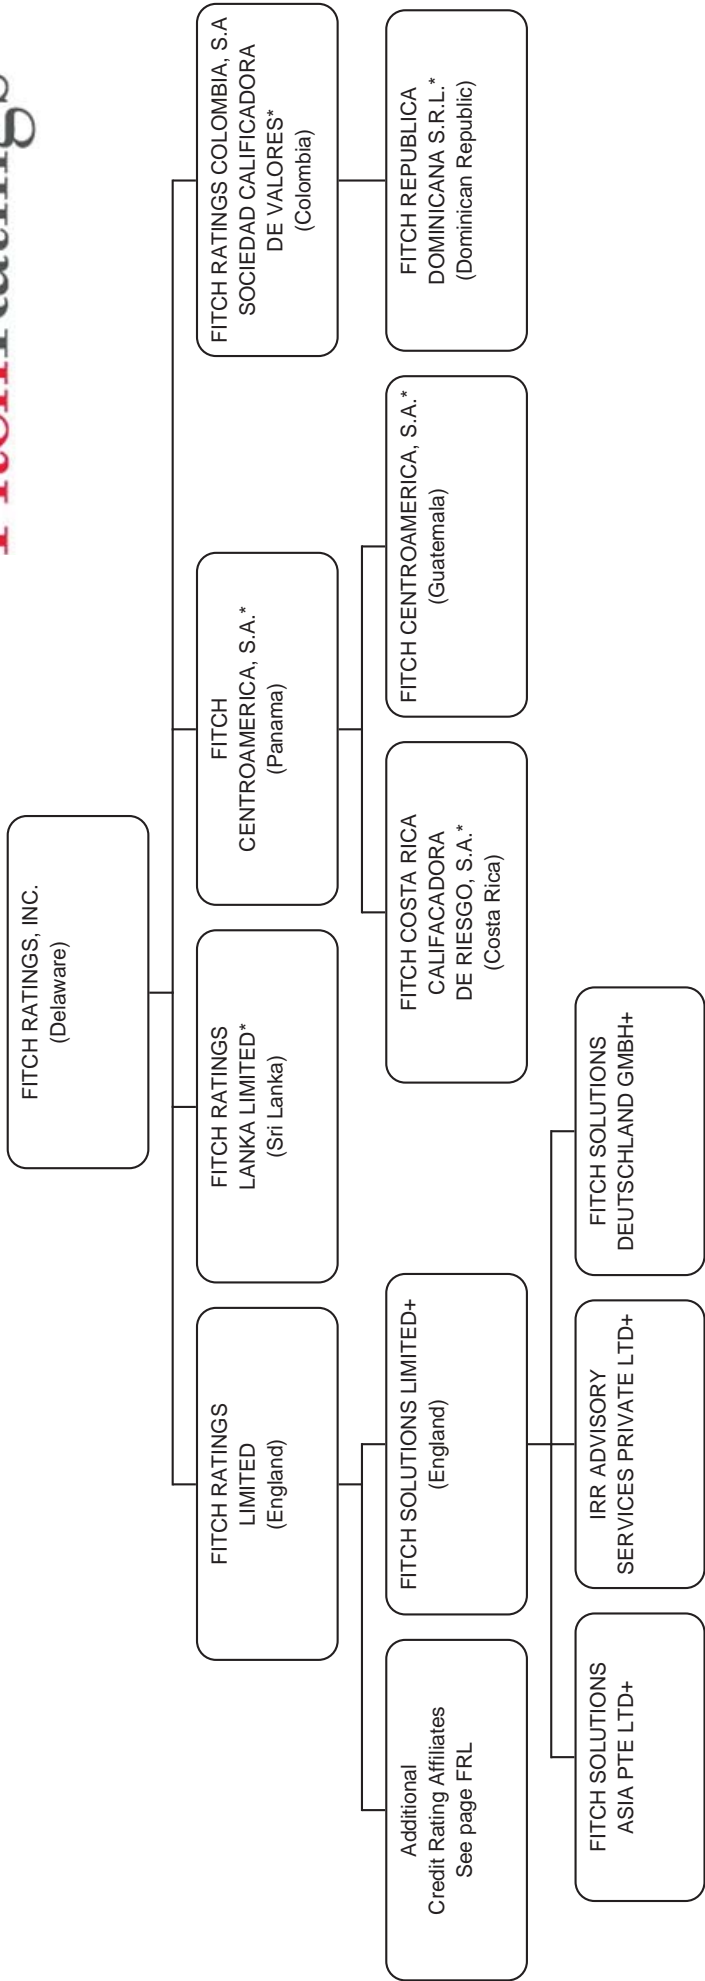 FITCH RATINGS, INC.
(Delaware)
FITCH RATINGS
LIMITED
(England)
FITCH RATINGS
LANKA LIMITED*
(Sri Lanka)
FITCH
CENTROAMERICA, S.A.*
(Panama)
FITCH RATINGS COLOMBIA, S.A
SOCIEDAD CALIFICADORA
DE VALORES*
(Colombia)
Additional
Credit Rating Affiliates
See page FRL
FITCH SOLUTIONS LIMITED+
(England)
FITCH COSTA RICA
CALIFACADORA
DE RIESGO, S.A.*
(Costa Rica)
FITCH CENTROAMERICA, S.A.*
(Guatemala)
FITCH REPUBLICA
DOMINICANA S.R.L.*
(Dominican Republic)
FITCH SOLUTIONS
ASIA PTE LTD+
IRR ADVISORY
SERVICES PRIVATE LTD+
FITCH SOLUTIONS
DEUTSCHLAND GMBH+